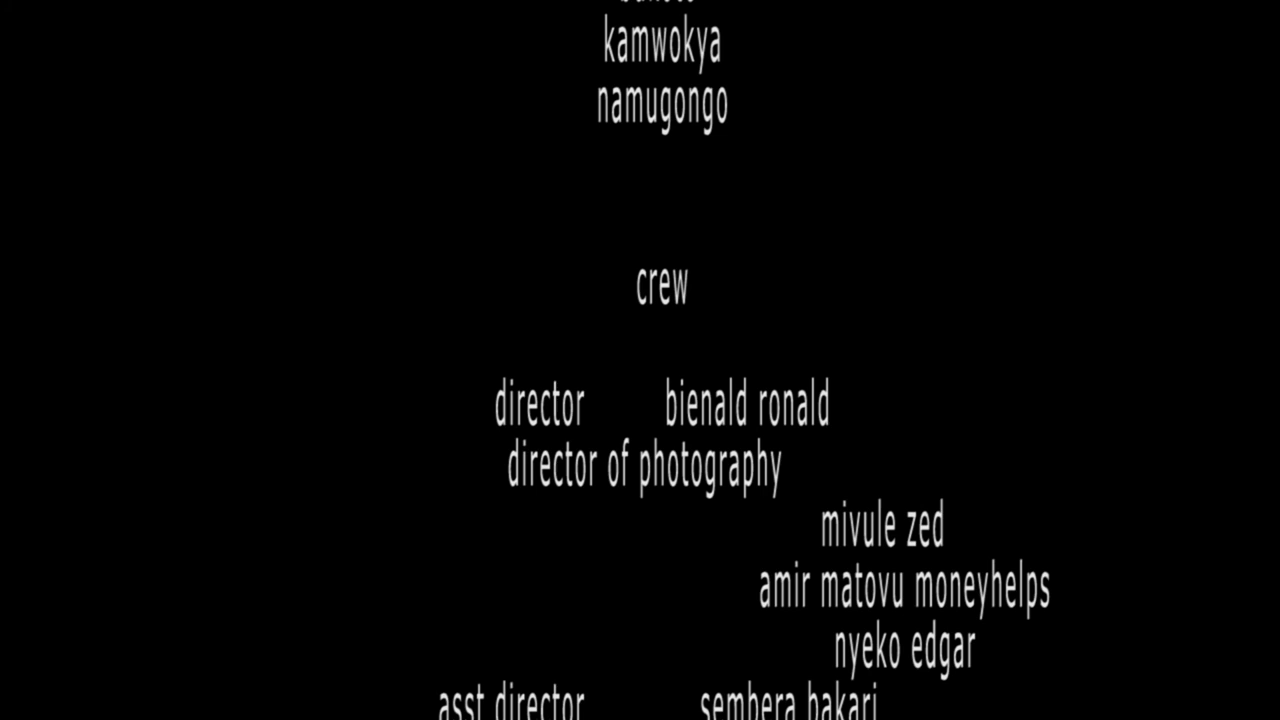 kamwokya
namugongo
crew
director bienald ronald
director of photography
mivule zed
amir matovu moneyhelps
nyeko edgar
asst director sembera bakari